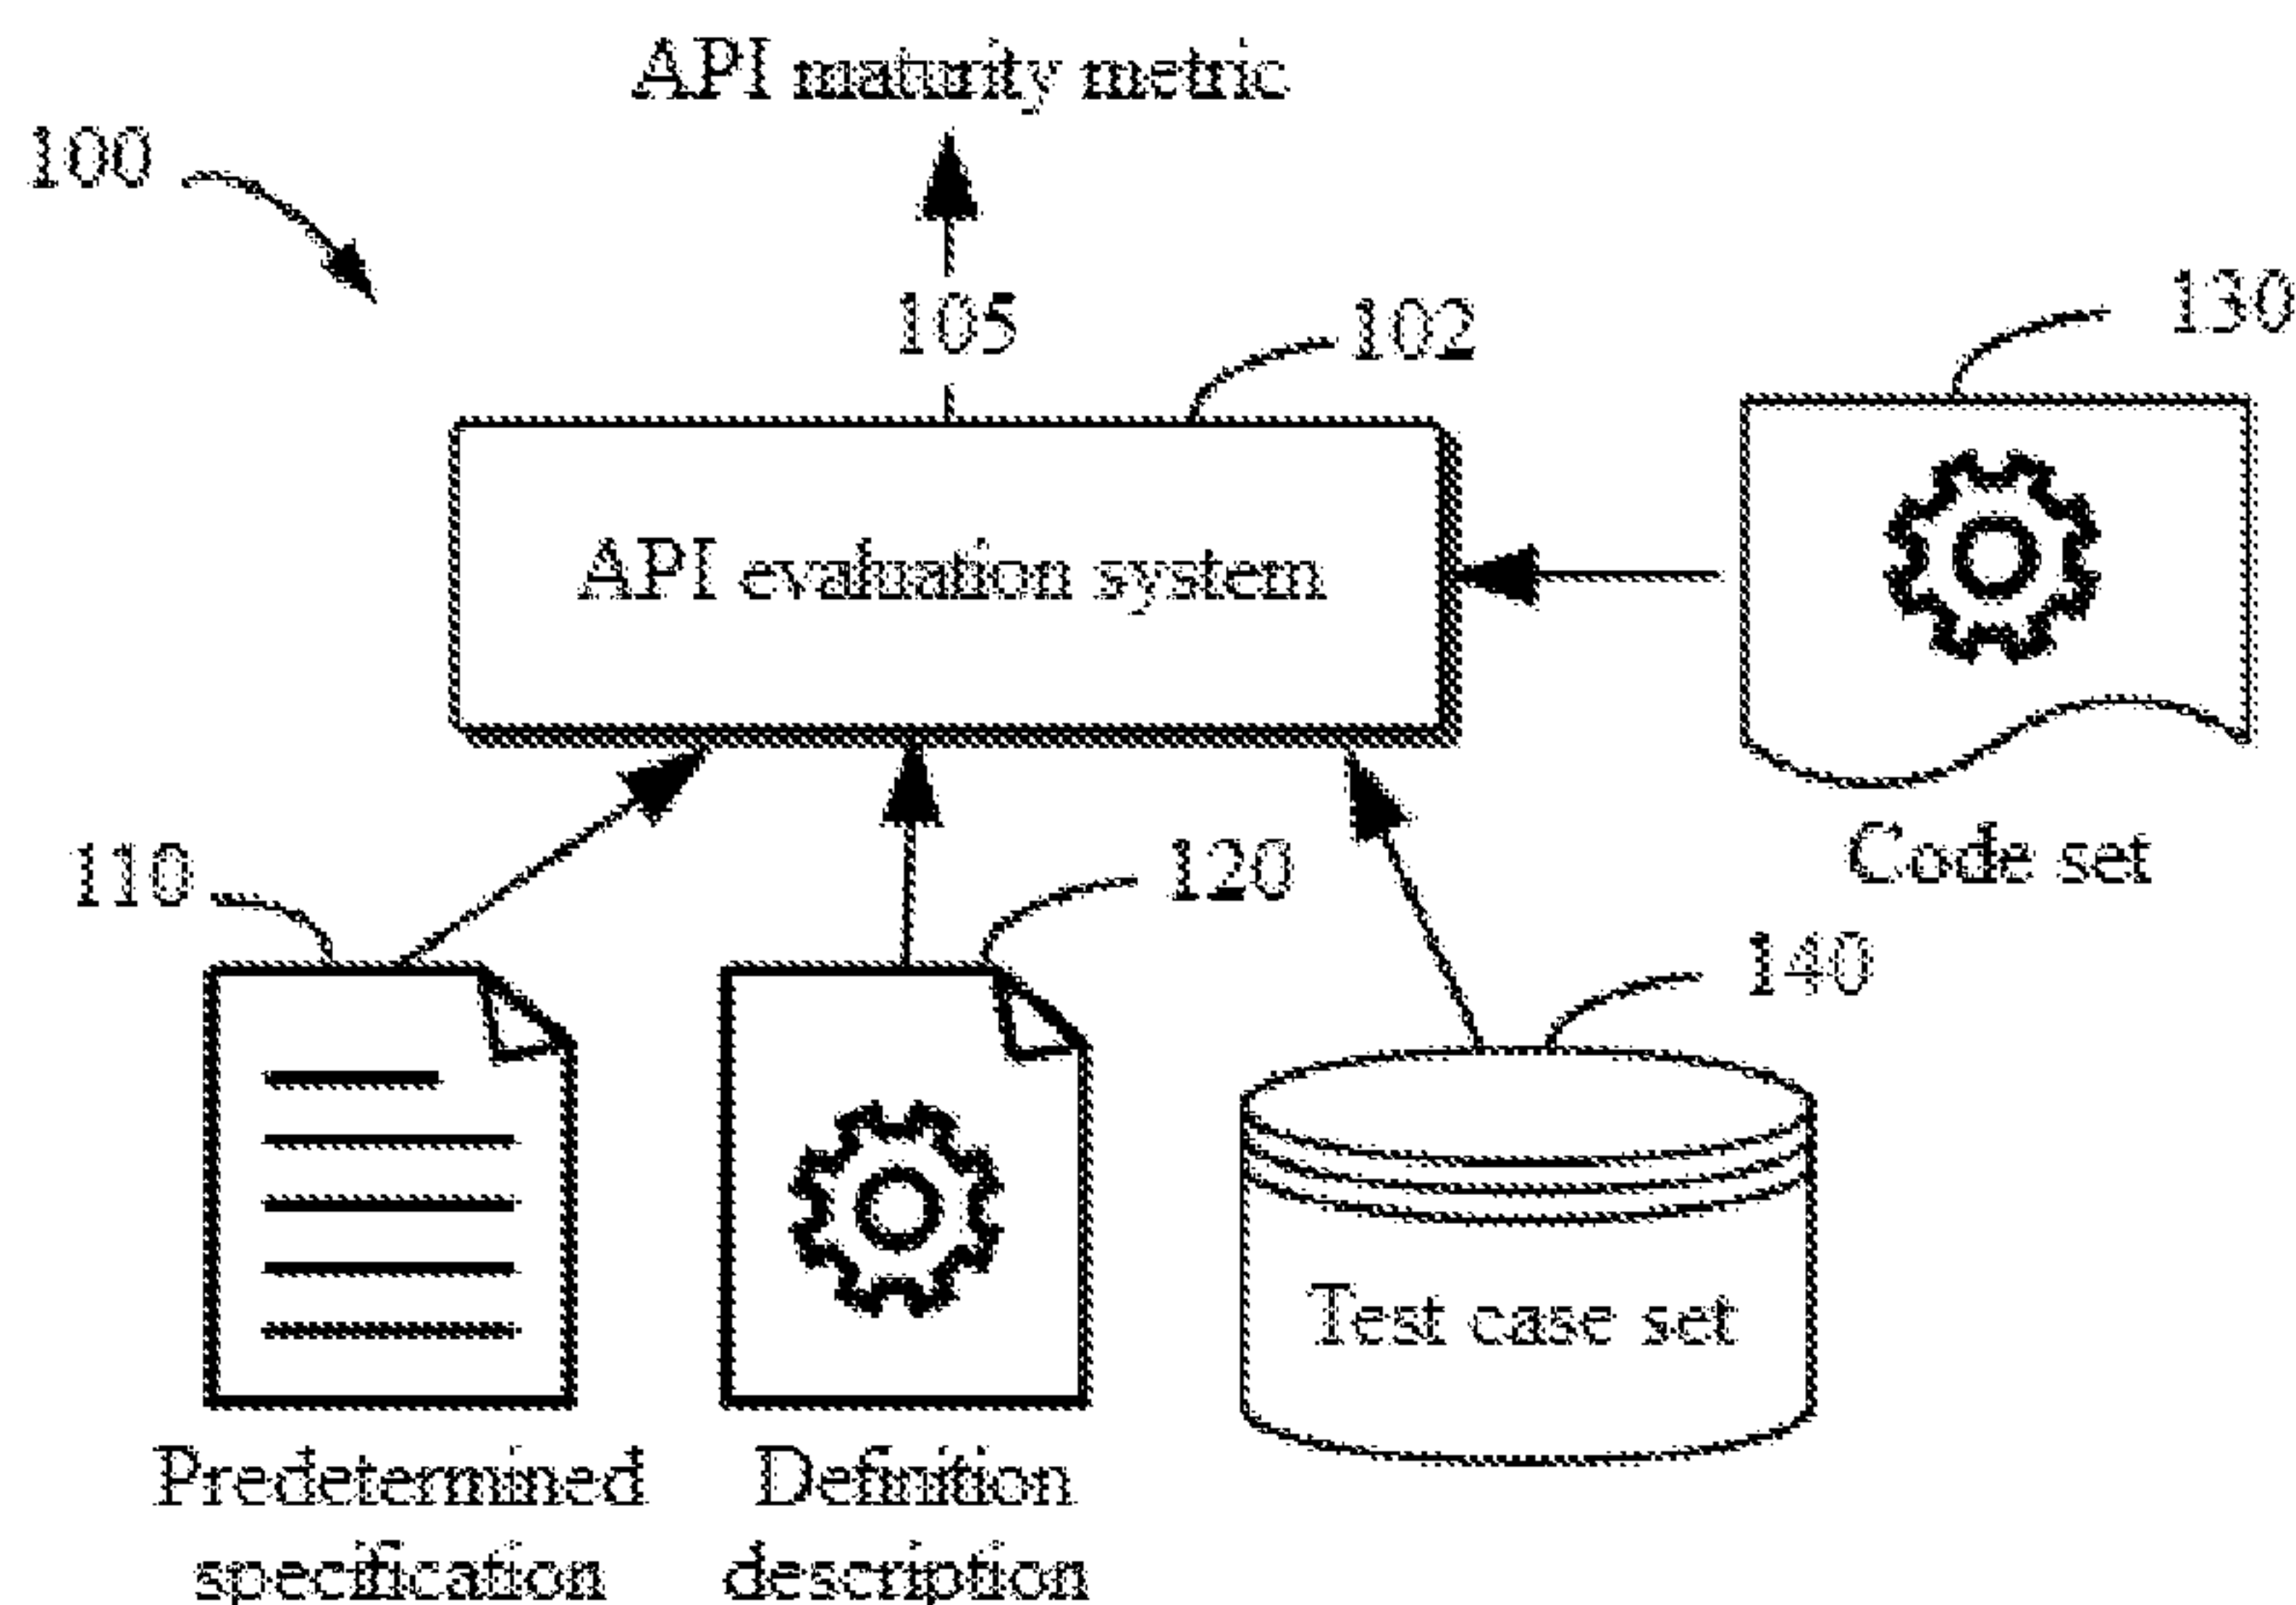 API maturity metric
100
105
102
130
API evaluation system
Code set
110
120
140
Test case set
Predetermined
specification
Definition
description